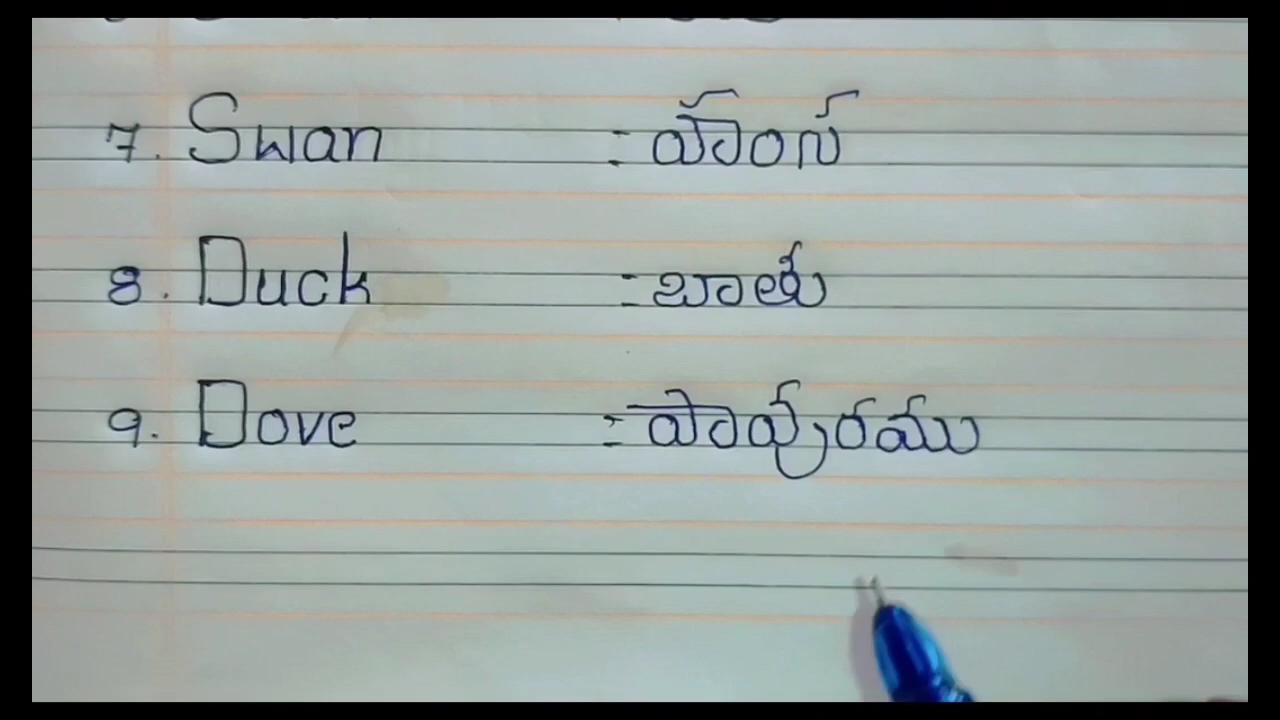 7. Swan : హంస
8. Duck : బాతు
9. Dove : పావురము